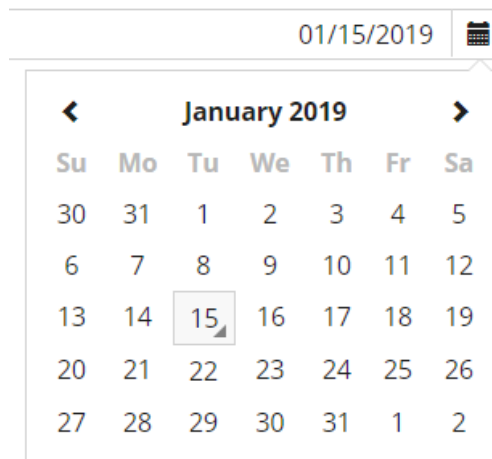 01/15/2019
January 2019
Su Mo Tu We Th Fr Sa
30 31 1 2 3 4 5
6 7 8 9 10 11 12
13 14 15 16 17 18 19
20 21 22 23 24 25 26
27 28 29 30 31 1 2